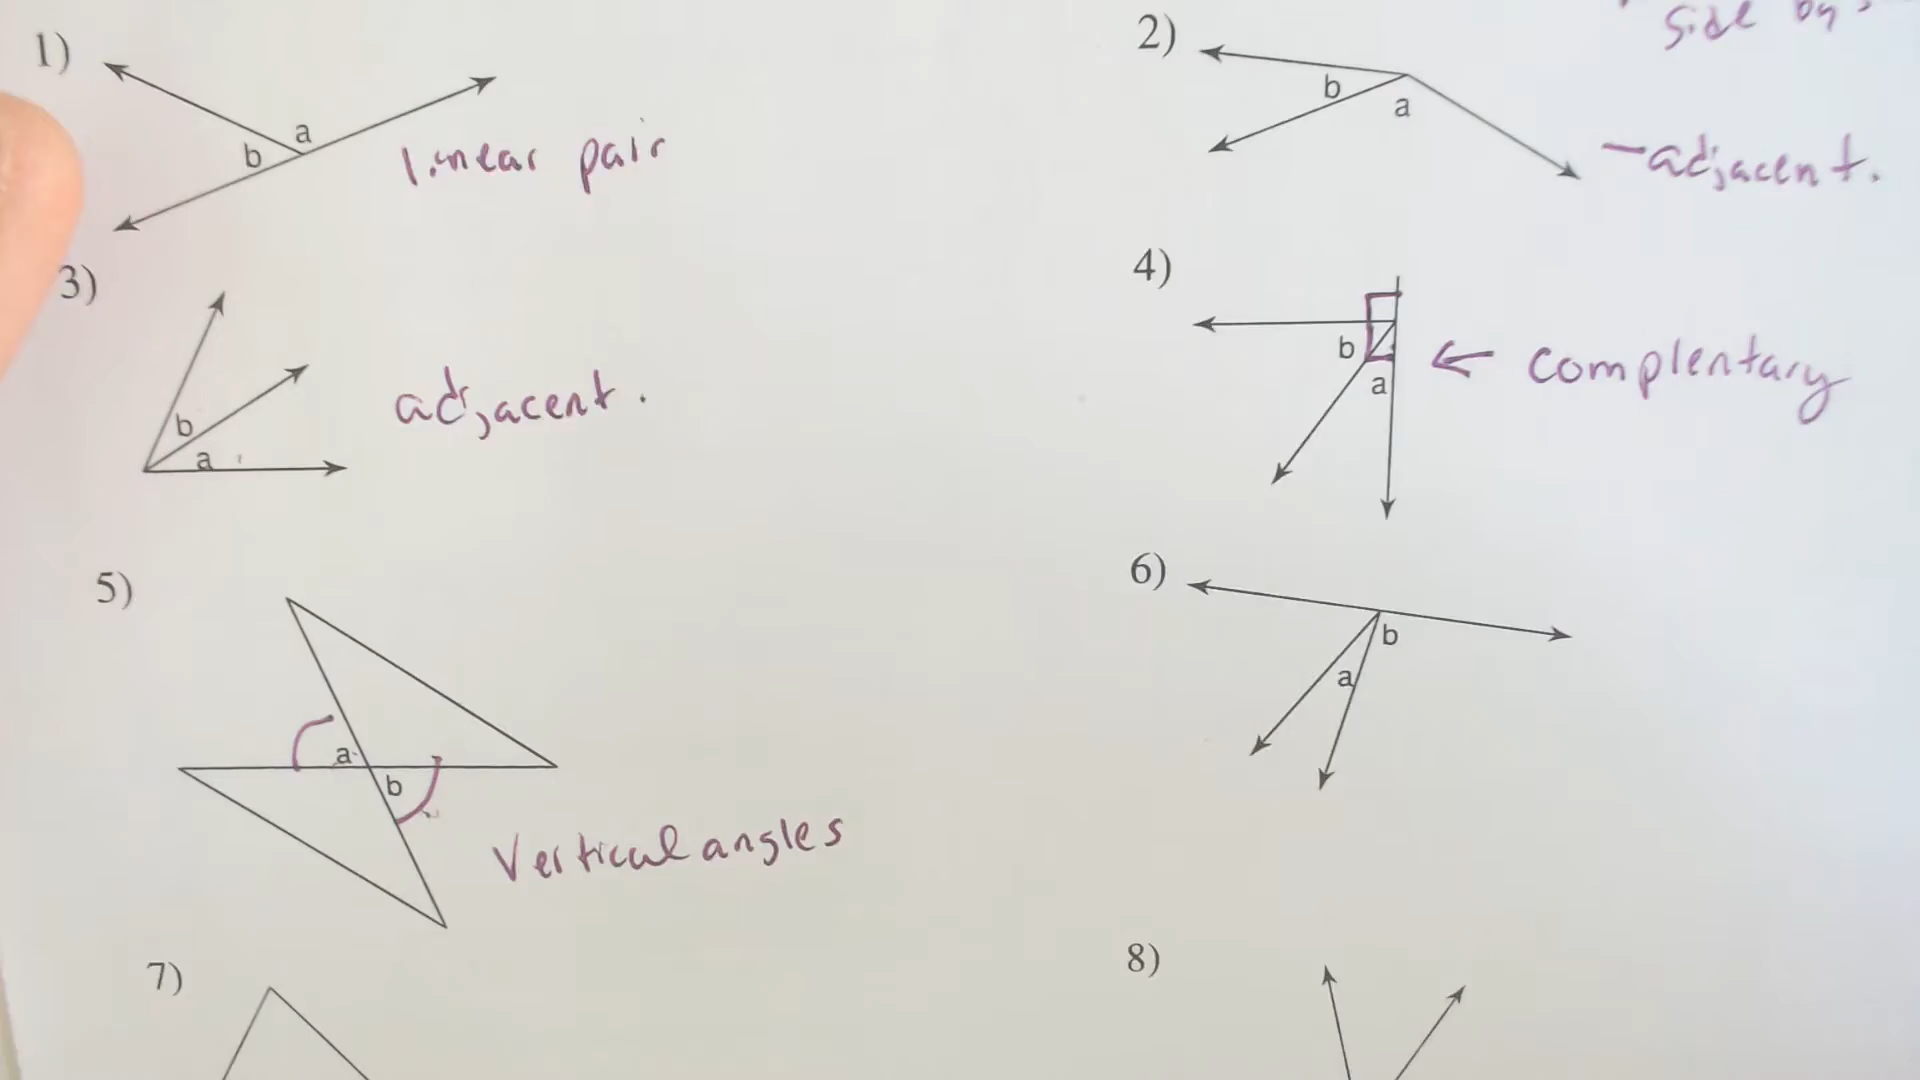 1)
a
b
linear pair
2)
side by
b
a
-adjacent.
3)
b
a
adjacent.
4)
b
a
← complentary
5)
a
b
Vertical angles
6)
b
a
7)
8)